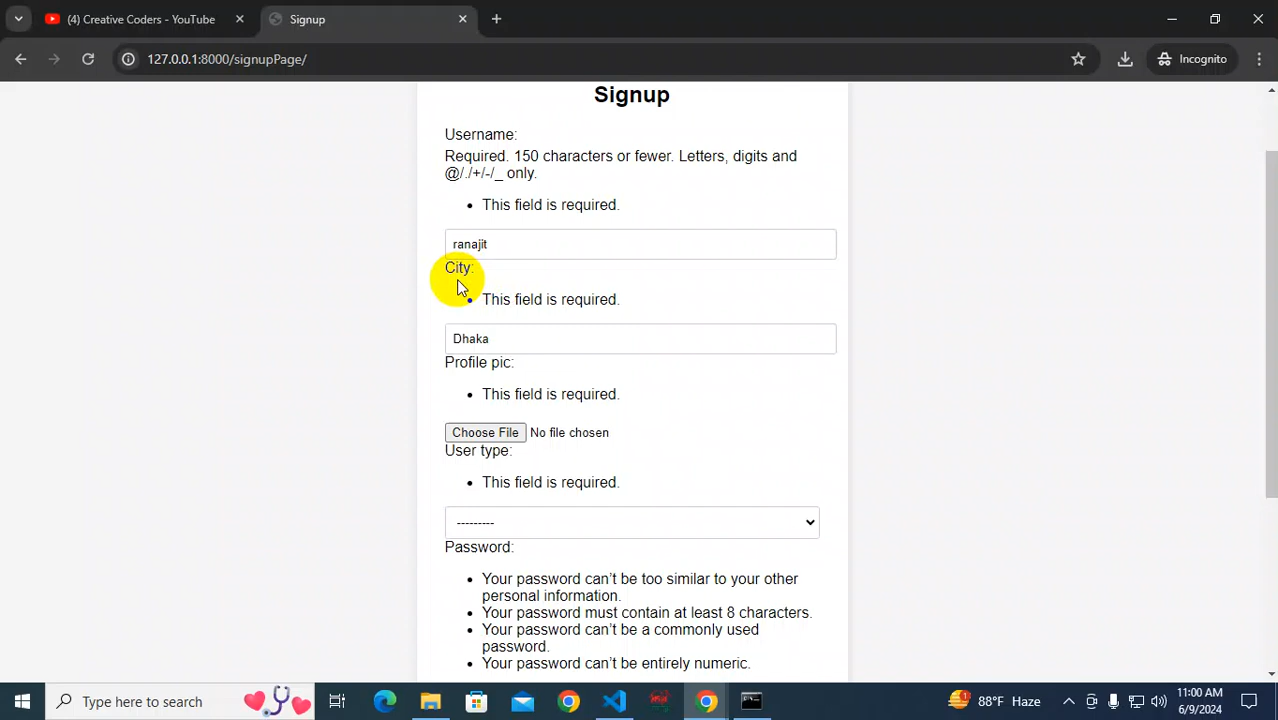 (4) Creative Coders - YouTube
Signup
127.0.0.1:8000/signupPage/
Incognito
Signup
Username:
Required. 150 characters or fewer. Letters, digits and
@/./+/-/_ only.
This field is required.
ranajit
City:
This field is required.
Dhaka
Profile pic:
This field is required.
Choose File No file chosen
User type:
This field is required.
---------
Password:
Your password can’t be too similar to your other
personal information.
Your password must contain at least 8 characters.
Your password can’t be a commonly used
password.
Your password can’t be entirely numeric.
Type here to search
1
88°F Haze
11:00 AM
6/9/2024